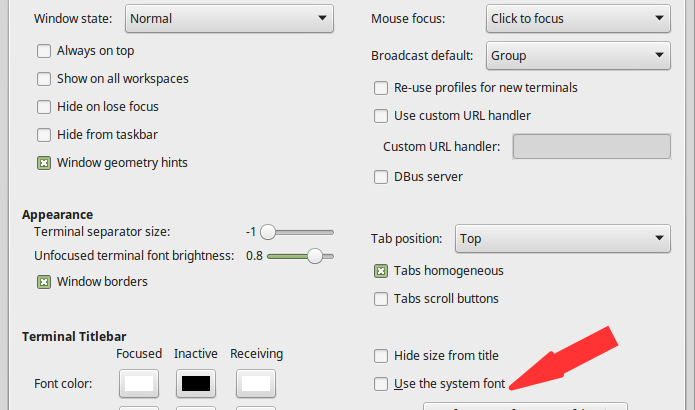 Window state: Normal
Always on top
Show on all workspaces
Hide on lose focus
Hide from taskbar
Window geometry hints
Mouse focus: Click to focus
Broadcast default: Group
Re-use profiles for new terminals
Use custom URL handler
Custom URL handler:
DBus server
Appearance
Terminal separator size: -1
Unfocused terminal font brightness: 0.8
Window borders
Tab position: Top
Tabs homogeneous
Tabs scroll buttons
Terminal Titlebar
Focused Inactive Receiving
Font color:
Hide size from title
Use the system font